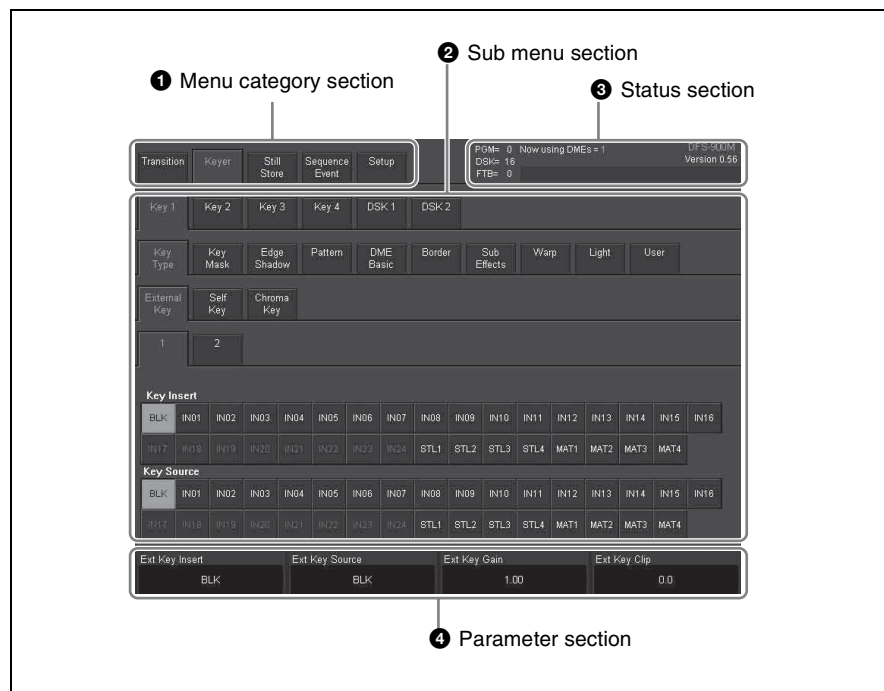 ❷ Sub menu section
❶ Menu category section
❸ Status section
Transition Keyer Still Store Sequence Event Setup
PGM= 0 Now using DMEs = 1 DFS-900M
DSK= 16 Version 0.56
FTB= 0
Key 1 Key 2 Key 3 Key 4 DSK 1 DSK 2
Key Type Key Mask Edge Shadow Pattern DME Basic Border Sub Effects Warp Light User
External Key Self Key Chroma Key
1 2
Key Insert
BLK IN01 IN02 IN03 IN04 IN05 IN06 IN07 IN08 IN09 IN10 IN11 IN12 IN13 IN14 IN15 IN16
IN17 IN18 IN19 IN20 IN21 IN22 IN23 IN24 STL1 STL2 STL3 STL4 MAT1 MAT2 MAT3 MAT4
Key Source
BLK IN01 IN02 IN03 IN04 IN05 IN06 IN07 IN08 IN09 IN10 IN11 IN12 IN13 IN14 IN15 IN16
IN17 IN18 IN19 IN20 IN21 IN22 IN23 IN24 STL1 STL2 STL3 STL4 MAT1 MAT2 MAT3 MAT4
Ext Key Insert Ext Key Source Ext Key Gain Ext Key Clip
BLK BLK 1.00 0.0
❹ Parameter section